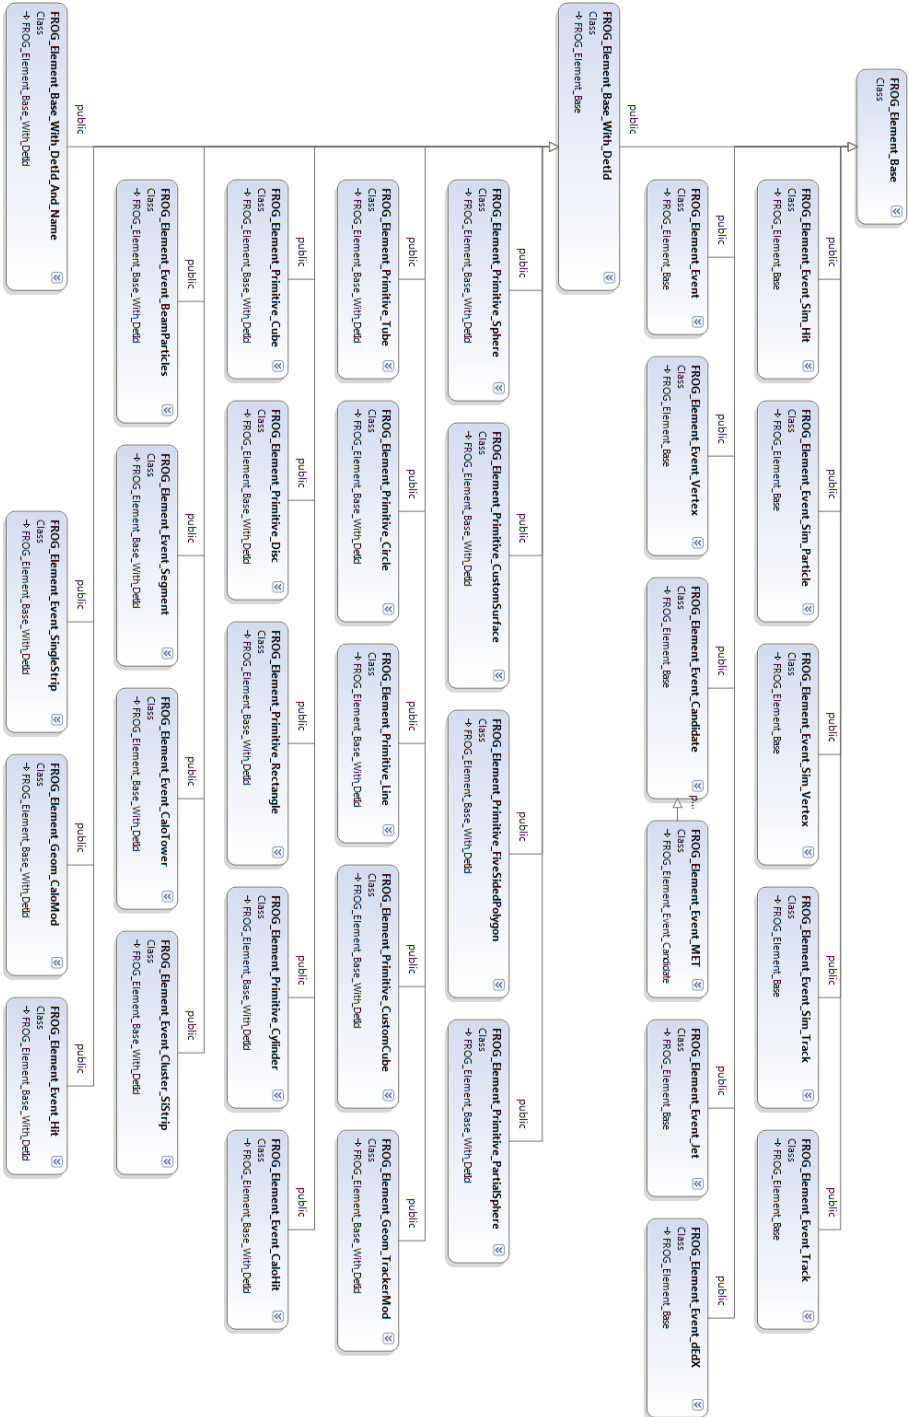 FROG_Element_Base
Class
public
public
public
public
public
FROG_Element_Event_Sim_Hit
Class
→ FROG_Element_Base
FROG_Element_Event_Sim_Particle
Class
→ FROG_Element_Base
FROG_Element_Event_Sim_Vertex
Class
→ FROG_Element_Base
FROG_Element_Event_Sim_Track
Class
→ FROG_Element_Base
FROG_Element_Event_Track
Class
→ FROG_Element_Base
public
public
public
public
public
FROG_Element_Event
Class
→ FROG_Element_Base
FROG_Element_Event_Vertex
Class
→ FROG_Element_Base
FROG_Element_Event_Candidate
Class
→ FROG_Element_Base
p...
FROG_Element_Event_MET
Class
→ FROG_Element_Event_Candidate
FROG_Element_Event_Jet
Class
→ FROG_Element_Base
FROG_Element_Event_dEdX
Class
→ FROG_Element_Base
public
FROG_Element_Base_With_DetId
Class
→ FROG_Element_Base
public
public
public
public
FROG_Element_Primitive_Sphere
Class
→ FROG_Element_Base_With_DetId
FROG_Element_Primitive_CustomSurface
Class
→ FROG_Element_Base_With_DetId
FROG_Element_Primitive_FiveSidedPolygon
Class
→ FROG_Element_Base_With_DetId
FROG_Element_Primitive_PartialSphere
Class
→ FROG_Element_Base_With_DetId
public
public
public
public
public
FROG_Element_Primitive_Tube
Class
→ FROG_Element_Base_With_DetId
FROG_Element_Primitive_Circle
Class
→ FROG_Element_Base_With_DetId
FROG_Element_Primitive_Line
Class
→ FROG_Element_Base_With_DetId
FROG_Element_Primitive_CustomCube
Class
→ FROG_Element_Base_With_DetId
FROG_Element_Geom_TrackerMod
Class
→ FROG_Element_Base_With_DetId
public
public
public
public
public
FROG_Element_Primitive_Cube
Class
→ FROG_Element_Base_With_DetId
FROG_Element_Primitive_Disc
Class
→ FROG_Element_Base_With_DetId
FROG_Element_Primitive_Rectangle
Class
→ FROG_Element_Base_With_DetId
FROG_Element_Primitive_Cylinder
Class
→ FROG_Element_Base_With_DetId
FROG_Element_Event_CaloHit
Class
→ FROG_Element_Base_With_DetId
public
public
public
public
FROG_Element_Event_BeamParticles
Class
→ FROG_Element_Base_With_DetId
FROG_Element_Event_Segment
Class
→ FROG_Element_Base_With_DetId
FROG_Element_Event_CaloTower
Class
→ FROG_Element_Base_With_DetId
FROG_Element_Event_Cluster_SiStrip
Class
→ FROG_Element_Base_With_DetId
public
public
public
public
FROG_Element_Base_With_DetId_And_Name
Class
→ FROG_Element_Base_With_DetId
FROG_Element_Event_SingleStrip
Class
→ FROG_Element_Base_With_DetId
FROG_Element_Geom_CaloMod
Class
→ FROG_Element_Base_With_DetId
FROG_Element_Event_Hit
Class
→ FROG_Element_Base_With_DetId